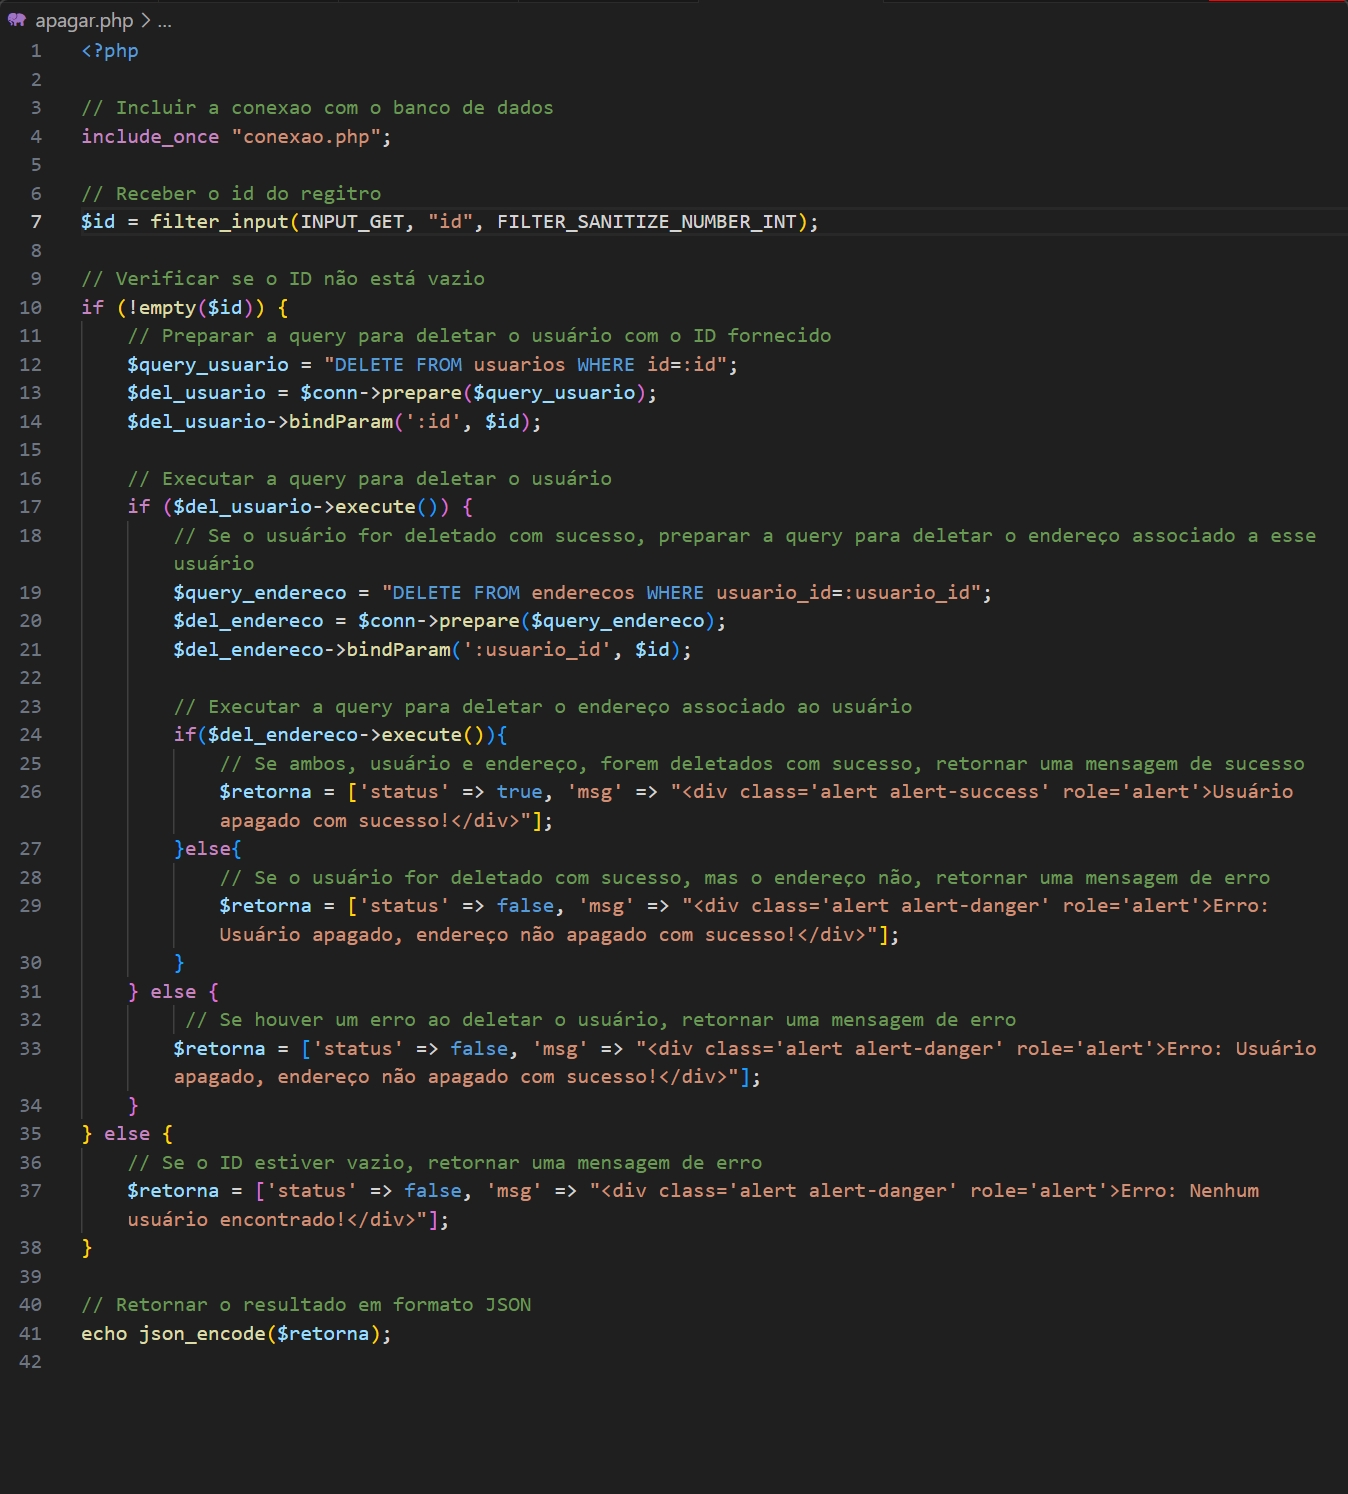 apagar.php > ...
1 <?php
2
3 // Incluir a conexao com o banco de dados
4 include_once "conexao.php";
5
6 // Receber o id do regitro
7 $id = filter_input(INPUT_GET, "id", FILTER_SANITIZE_NUMBER_INT);
8
9 // Verificar se o ID não está vazio
10 if (!empty($id)) {
11 // Preparar a query para deletar o usuário com o ID fornecido
12 $query_usuario = "DELETE FROM usuarios WHERE id=:id";
13 $del_usuario = $conn->prepare($query_usuario);
14 $del_usuario->bindParam(':id', $id);
15
16 // Executar a query para deletar o usuário
17 if ($del_usuario->execute()) {
18 // Se o usuário for deletado com sucesso, preparar a query para deletar o endereço associado a esse
usuário
19 $query_endereco = "DELETE FROM enderecos WHERE usuario_id=:usuario_id";
20 $del_endereco = $conn->prepare($query_endereco);
21 $del_endereco->bindParam(':usuario_id', $id);
22
23 // Executar a query para deletar o endereço associado ao usuário
24 if($del_endereco->execute()){
25 // Se ambos, usuário e endereço, forem deletados com sucesso, retornar uma mensagem de sucesso
26 $retorna = ['status' => true, 'msg' => "<div class='alert alert-success' role='alert'>Usuário
apagado com sucesso!</div>"];
27 }else{
28 // Se o usuário for deletado com sucesso, mas o endereço não, retornar uma mensagem de erro
29 $retorna = ['status' => false, 'msg' => "<div class='alert alert-danger' role='alert'>Erro:
Usuário apagado, endereço não apagado com sucesso!</div>"];
30 }
31 } else {
32 // Se houver um erro ao deletar o usuário, retornar uma mensagem de erro
33 $retorna = ['status' => false, 'msg' => "<div class='alert alert-danger' role='alert'>Erro: Usuário
apagado, endereço não apagado com sucesso!</div>"];
34 }
35 } else {
36 // Se o ID estiver vazio, retornar uma mensagem de erro
37 $retorna = ['status' => false, 'msg' => "<div class='alert alert-danger' role='alert'>Erro: Nenhum
usuário encontrado!</div>"];
38 }
39
40 // Retornar o resultado em formato JSON
41 echo json_encode($retorna);
42